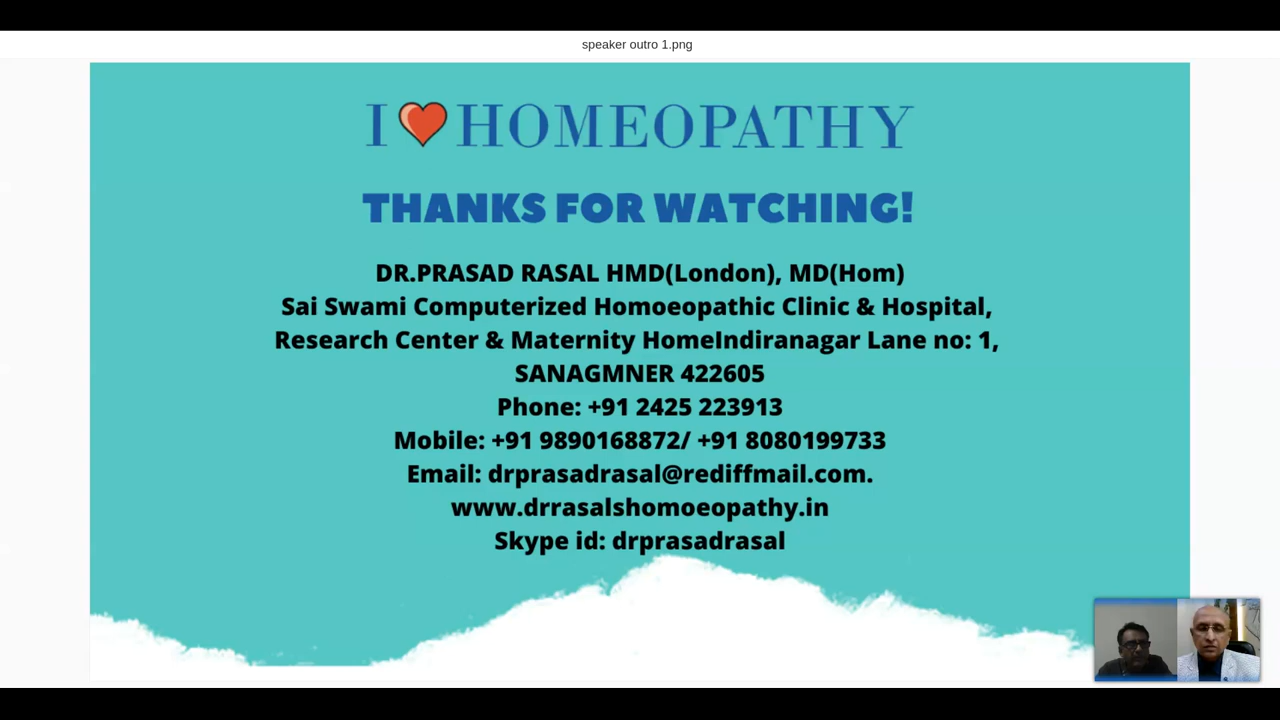 speaker outro 1.png
I ❤ HOMEOPATHY
THANKS FOR WATCHING!
DR.PRASAD RASAL HMD(London), MD(Hom)
Sai Swami Computerized Homoeopathic Clinic & Hospital,
Research Center & Maternity HomeIndiranagar Lane no: 1,
SANAGMNER 422605
Phone: +91 2425 223913
Mobile: +91 9890168872/ +91 8080199733
Email: drprasadrasal@rediffmail.com.
www.drrasalshomoeopathy.in
Skype id: drprasadrasal